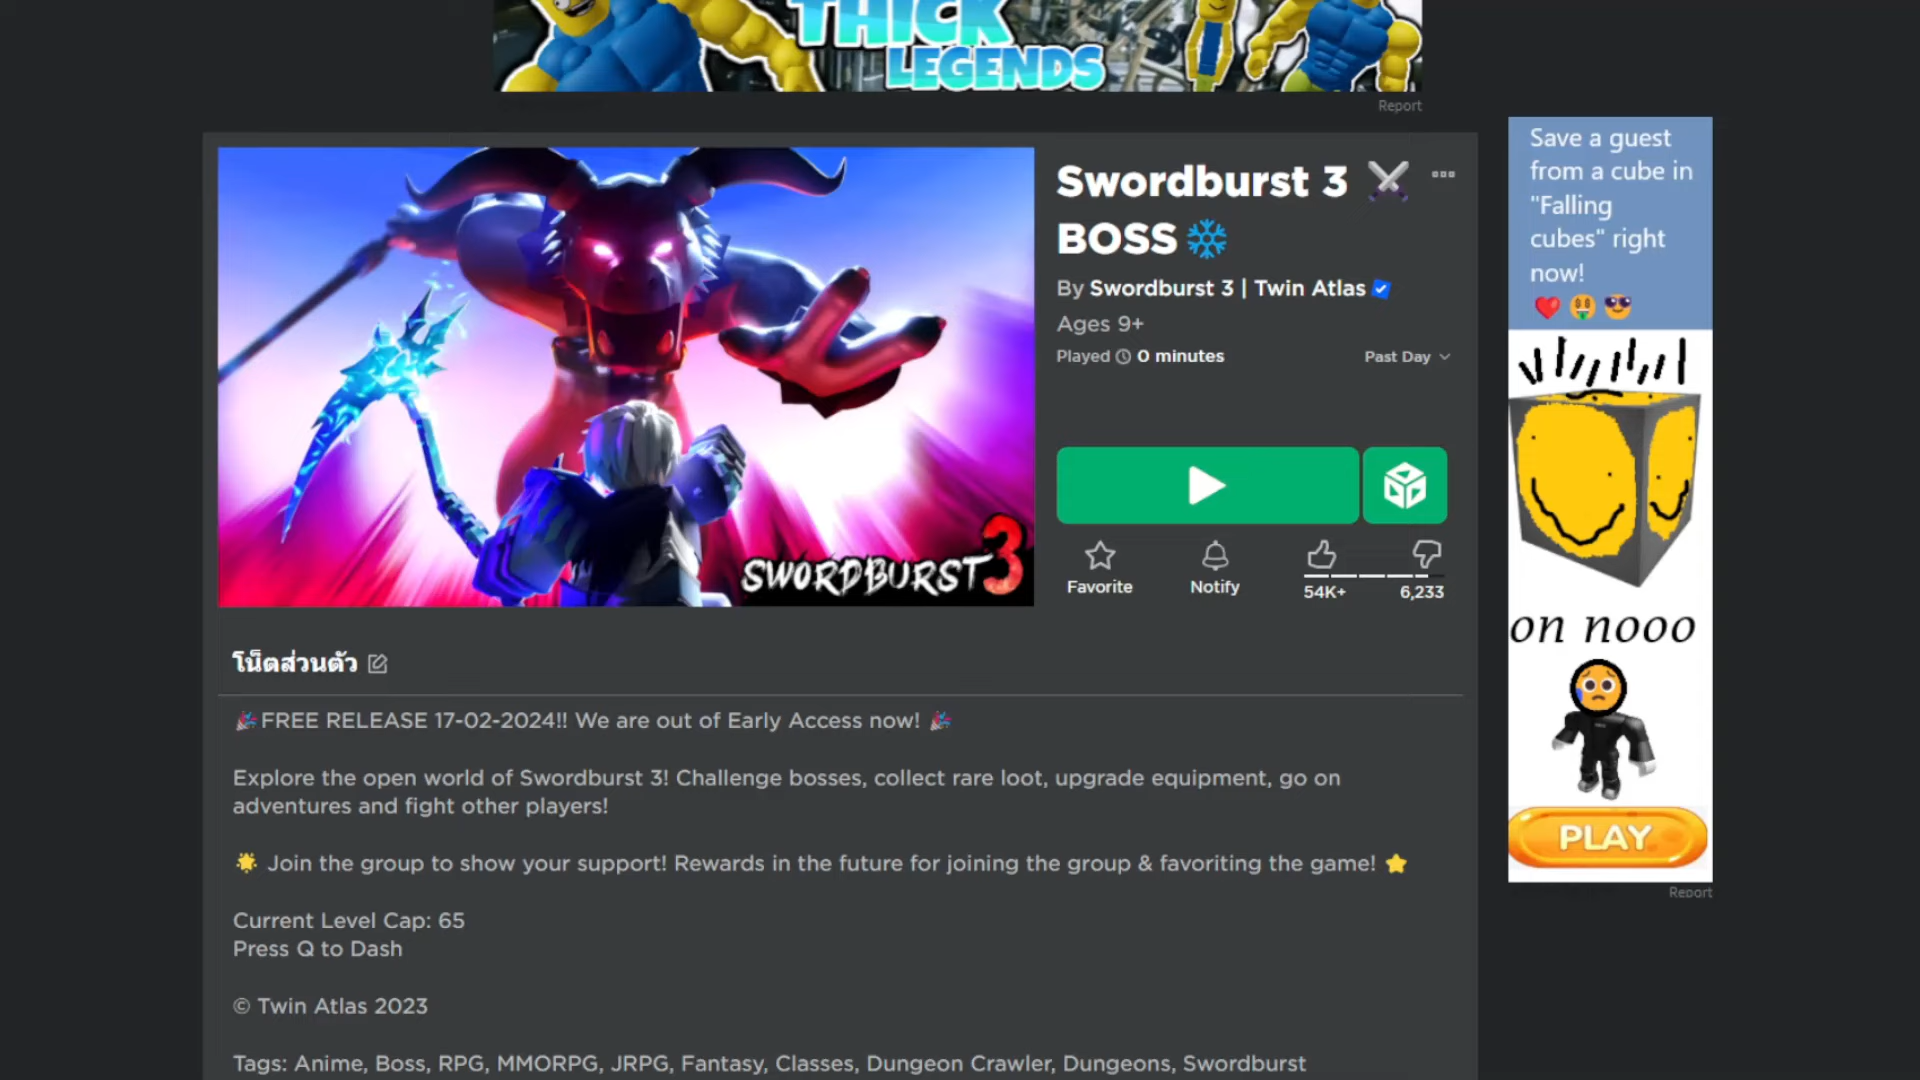 THICK
LEGENDS
Report
Swordburst 3 ⚔
BOSS ❄
By Swordburst 3 | Twin Atlas
Ages 9+
Played 0 minutes
Past Day
Favorite
Notify
54K+
6,233
SWORDBURST 3
โน็ตส่วนตัว
🎉FREE RELEASE 17-02-2024!! We are out of Early Access now! 🎉
Explore the open world of Swordburst 3! Challenge bosses, collect rare loot, upgrade equipment, go on
adventures and fight other players!
🌟 Join the group to show your support! Rewards in the future for joining the group & favoriting the game! ⭐
Current Level Cap: 65
Press Q to Dash
© Twin Atlas 2023
Tags: Anime, Boss, RPG, MMORPG, JRPG, Fantasy, Classes, Dungeon Crawler, Dungeons, Swordburst
Save a guest
from a cube in
"Falling
cubes" right
now!
❤️🤑😎
on nooo
PLAY
Report